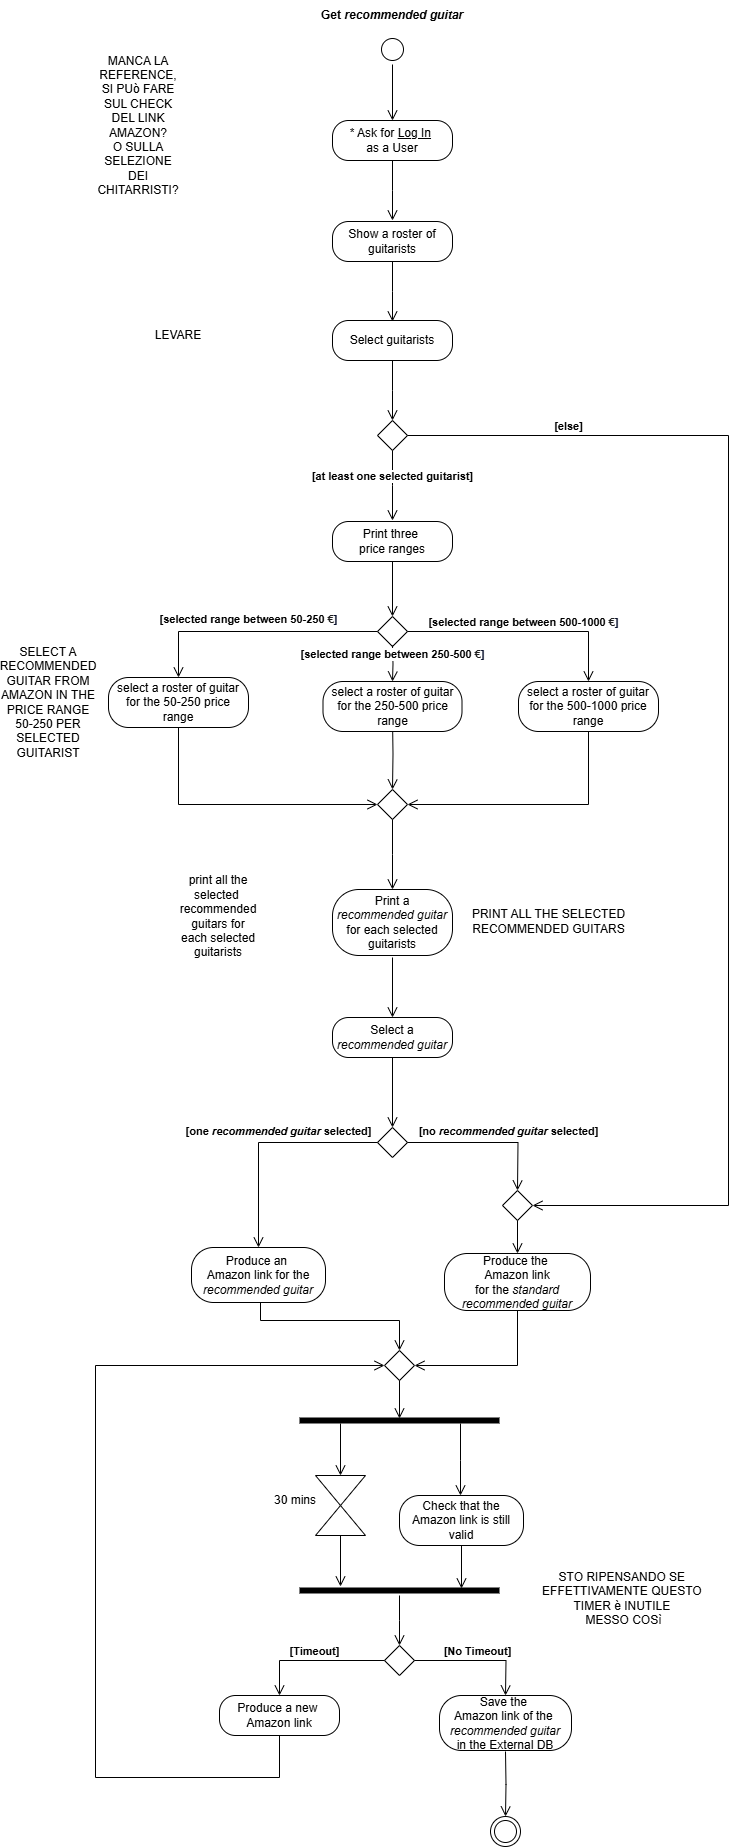 Get recommended guitar
MANCA LA
REFERENCE,
SI PUò FARE
SUL CHECK
DEL LINK
AMAZON?
O SULLA
SELEZIONE
DEI
CHITARRISTI?
* Ask for Log In
as a User
Show a roster of
guitarists
LEVARE
Select guitarists
[else]
[at least one selected guitarist]
Print three
price ranges
[selected range between 50-250 €]
[selected range between 500-1000 €]
[selected range between 250-500 €]
SELECT A
RECOMMENDED
GUITAR FROM
AMAZON IN THE
PRICE RANGE
50-250 PER
SELECTED
GUITARIST
select a roster of guitar
for the 50-250 price
range
select a roster of guitar
for the 250-500 price
range
select a roster of guitar
for the 500-1000 price
range
print all the
selected
recommended
guitars for
each selected
guitarists
Print a
recommended guitar
for each selected
guitarists
PRINT ALL THE SELECTED
RECOMMENDED GUITARS
Select a
recommended guitar
[one recommended guitar selected]
[no recommended guitar selected]
Produce an
Amazon link for the
recommended guitar
Produce the
Amazon link
for the standard
recommended guitar
30 mins
Check that the
Amazon link is still
valid
STO RIPENSANDO SE
EFFETTIVAMENTE QUESTO
TIMER è INUTILE
MESSO COSì
[Timeout]
[No Timeout]
Produce a new
Amazon link
Save the
Amazon link of the
recommended guitar
in the External DB